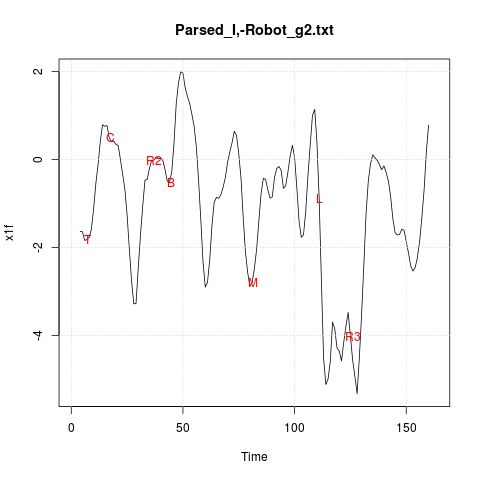 Parsed_I,-Robot_g2.txt
x1f
2
0
-2
-4
C
R2
B
T
M
L
R3
0 50 100 150
Time